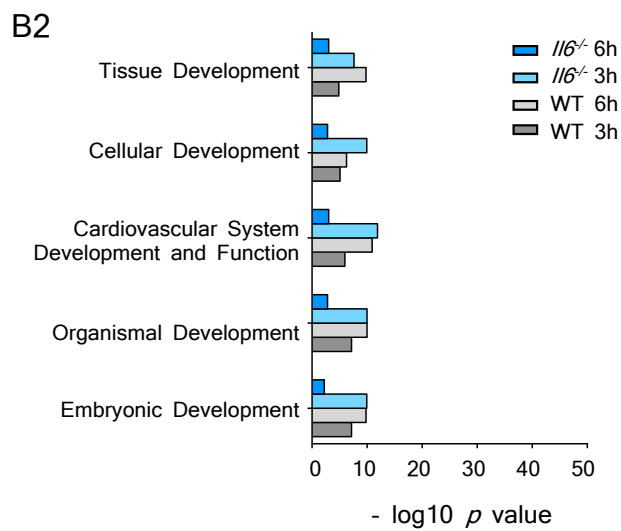 B2
Il6-/- 6h
Il6-/- 3h
WT 6h
WT 3h
Tissue Development
Cellular Development
Cardiovascular System
Development and Function
Organismal Development
Embryonic Development
0 10 20 30 40 50
- log10 p value